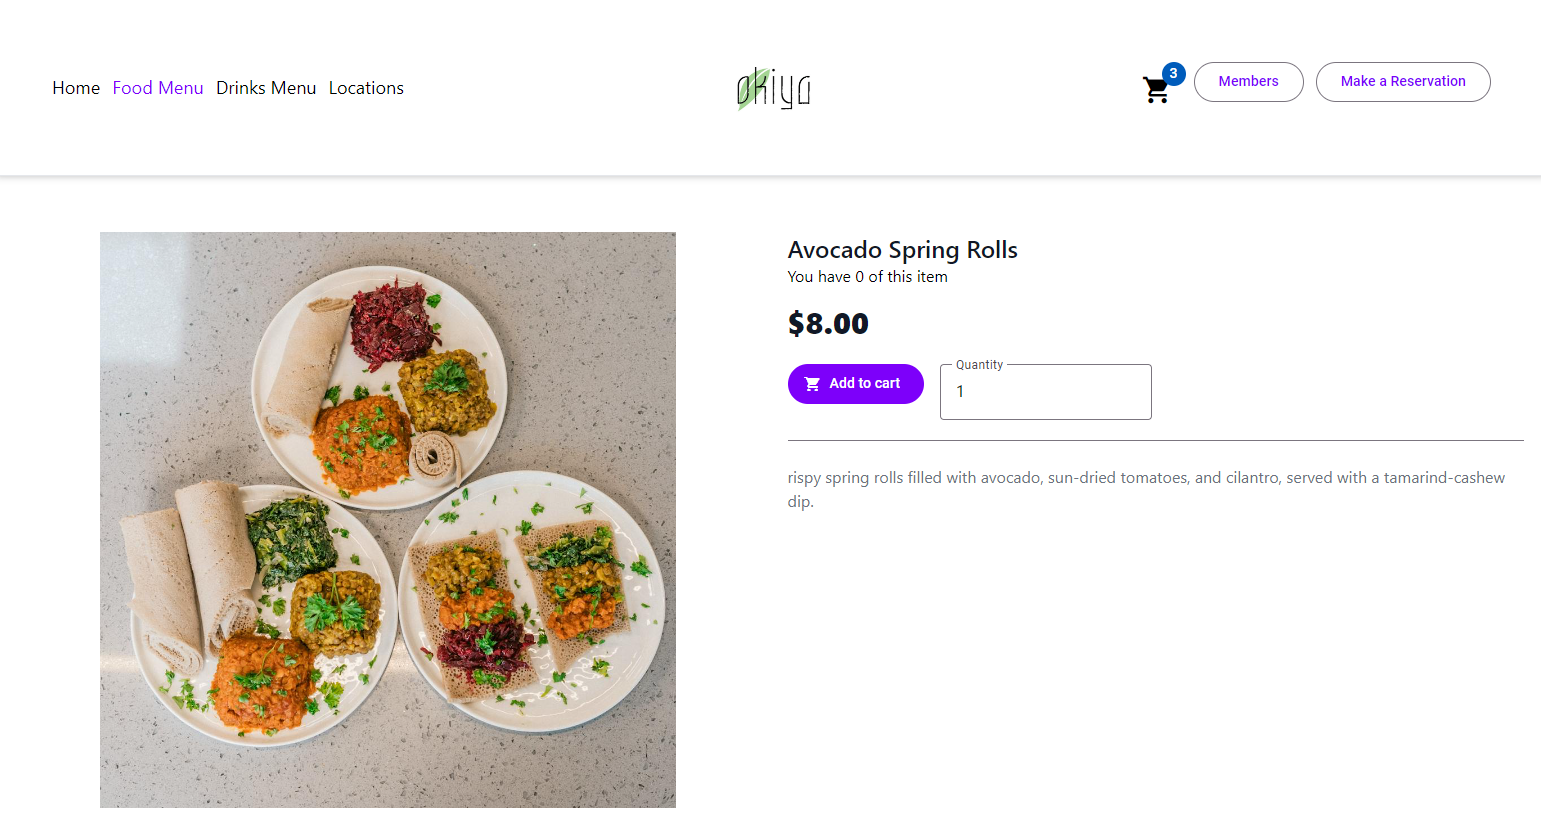 Home Food Menu Drinks Menu Locations
okiyo
3
Members
Make a Reservation
Avocado Spring Rolls
You have 0 of this item
$8.00
Add to cart
Quantity
1
rispy spring rolls filled with avocado, sun-dried tomatoes, and cilantro, served with a tamarind-cashew
dip.